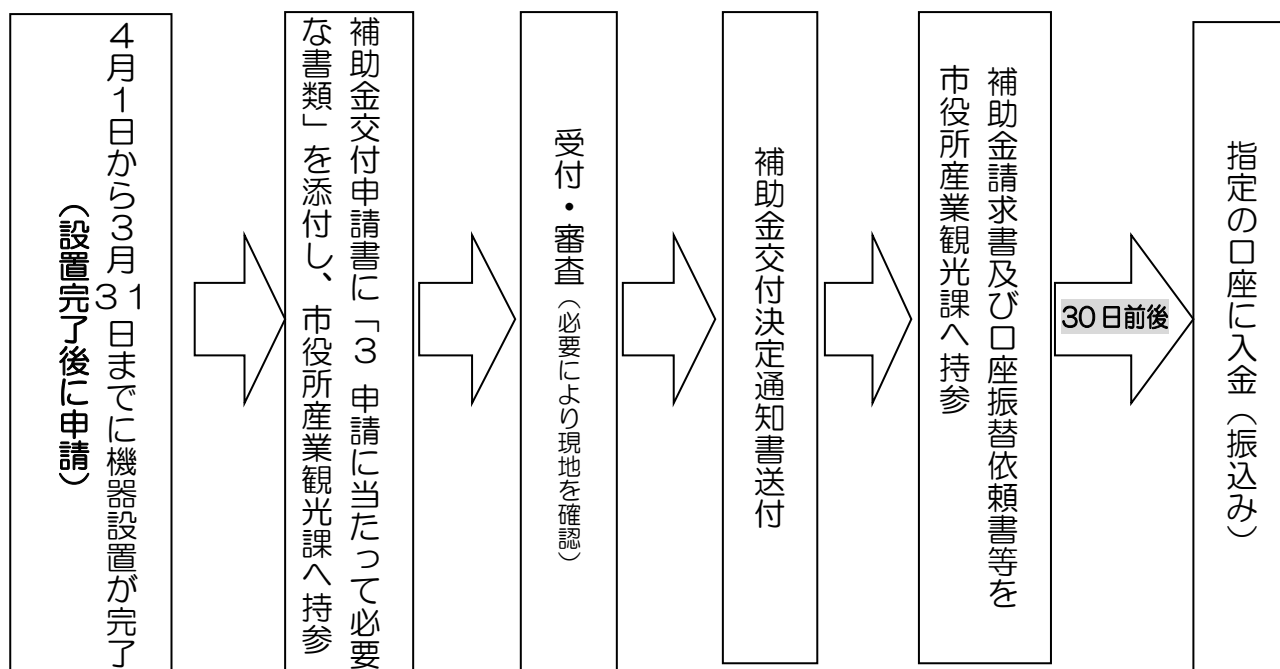 ４月１日から３月３１日までに機器設置が完了
（設置完了後に申請）
補助金交付申請書に「３ 申請に当たって必要
な書類」を添付し、市役所産業観光課へ持参
受付・審査（必要により現地を確認）
補助金交付決定通知書送付
補助金請求書及び口座振替依頼書等を
市役所産業観光課へ持参
30日前後
指定の口座に入金（振込み）